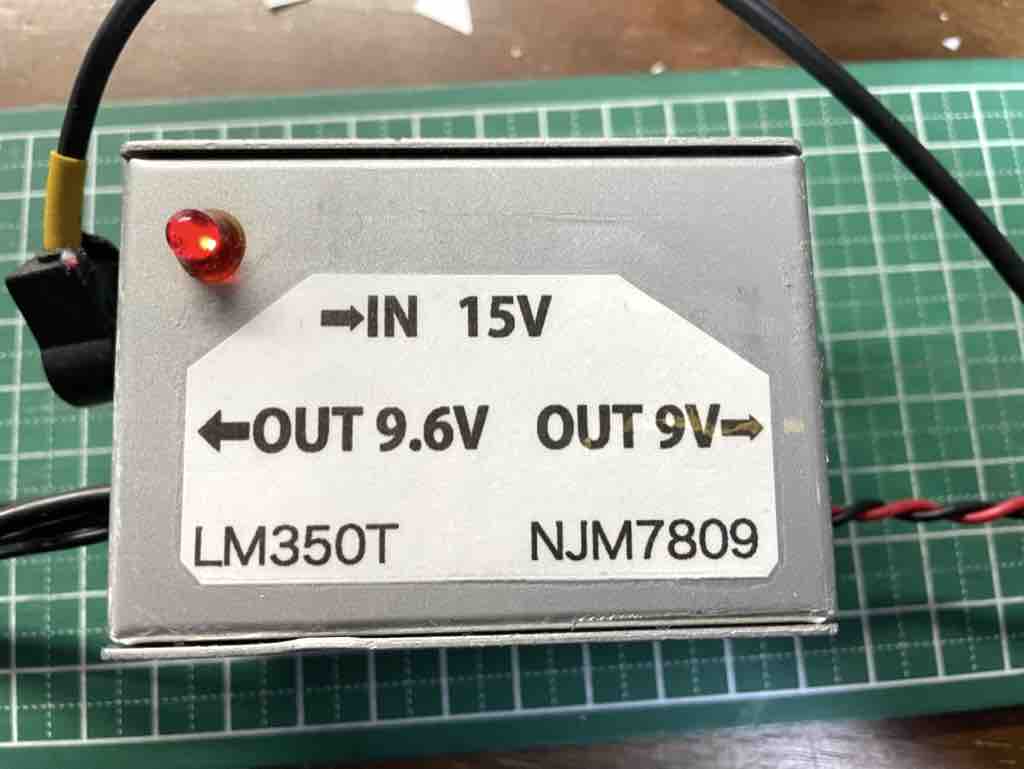 ➡IN 15V
⬅OUT 9.6V OUT 9V➡
LM350T NJM7809